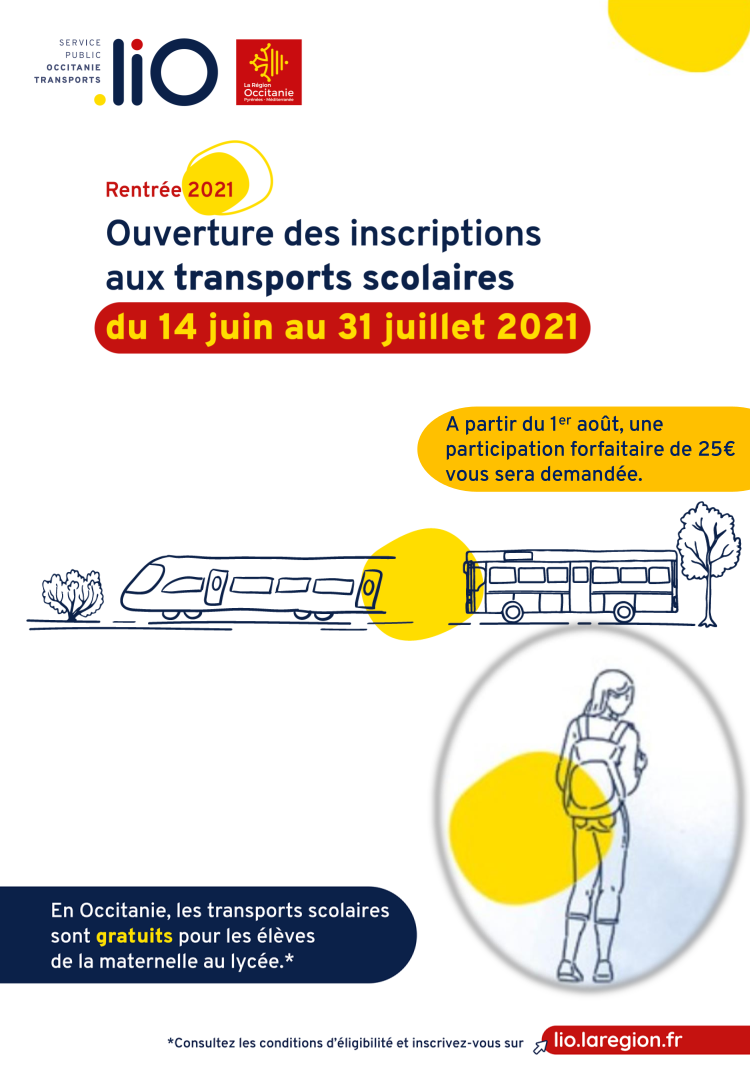 SERVICE
PUBLIC
OCCITANIE
TRANSPORTS
.liO
La Région
Occitanie
Pyrénées - Méditerranée
Rentrée 2021
Ouverture des inscriptions
aux transports scolaires
du 14 juin au 31 juillet 2021
A partir du 1er août, une
participation forfaitaire de 25€
vous sera demandée.
En Occitanie, les transports scolaires
sont gratuits pour les élèves
de la maternelle au lycée.*
*Consultez les conditions d'éligibilité et inscrivez-vous sur
lio.laregion.fr